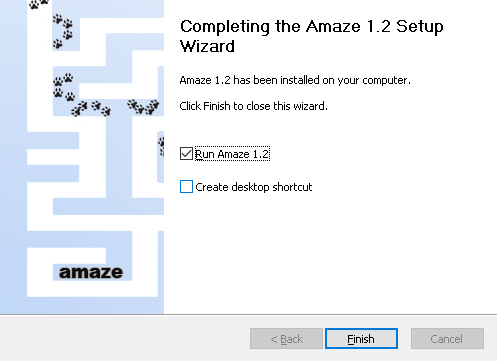 Completing the Amaze 1.2 Setup
Wizard
Amaze 1.2 has been installed on your computer.
Click Finish to close this wizard.
Run Amaze 1.2
Create desktop shortcut
amaze
< Back
Finish
Cancel